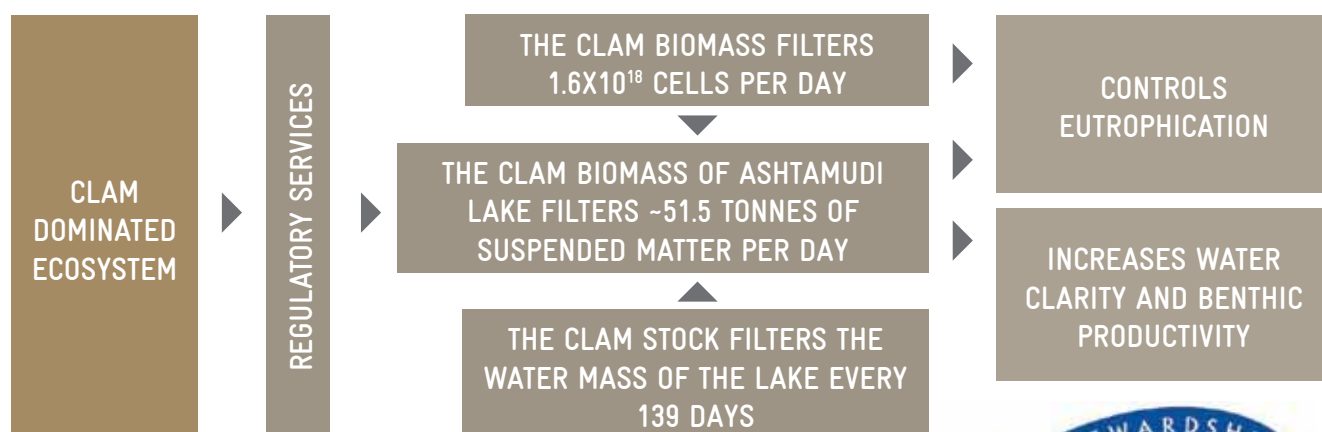 CLAM
DOMINATED
ECOSYSTEM
REGULATORY SERVICES
THE CLAM BIOMASS FILTERS
1.6X10¹⁸ CELLS PER DAY
THE CLAM BIOMASS OF ASHTAMUDI
LAKE FILTERS ~51.5 TONNES OF
SUSPENDED MATTER PER DAY
THE CLAM STOCK FILTERS THE
WATER MASS OF THE LAKE EVERY
139 DAYS
CONTROLS
EUTROPHICATION
INCREASES WATER
CLARITY AND BENTHIC
PRODUCTIVITY